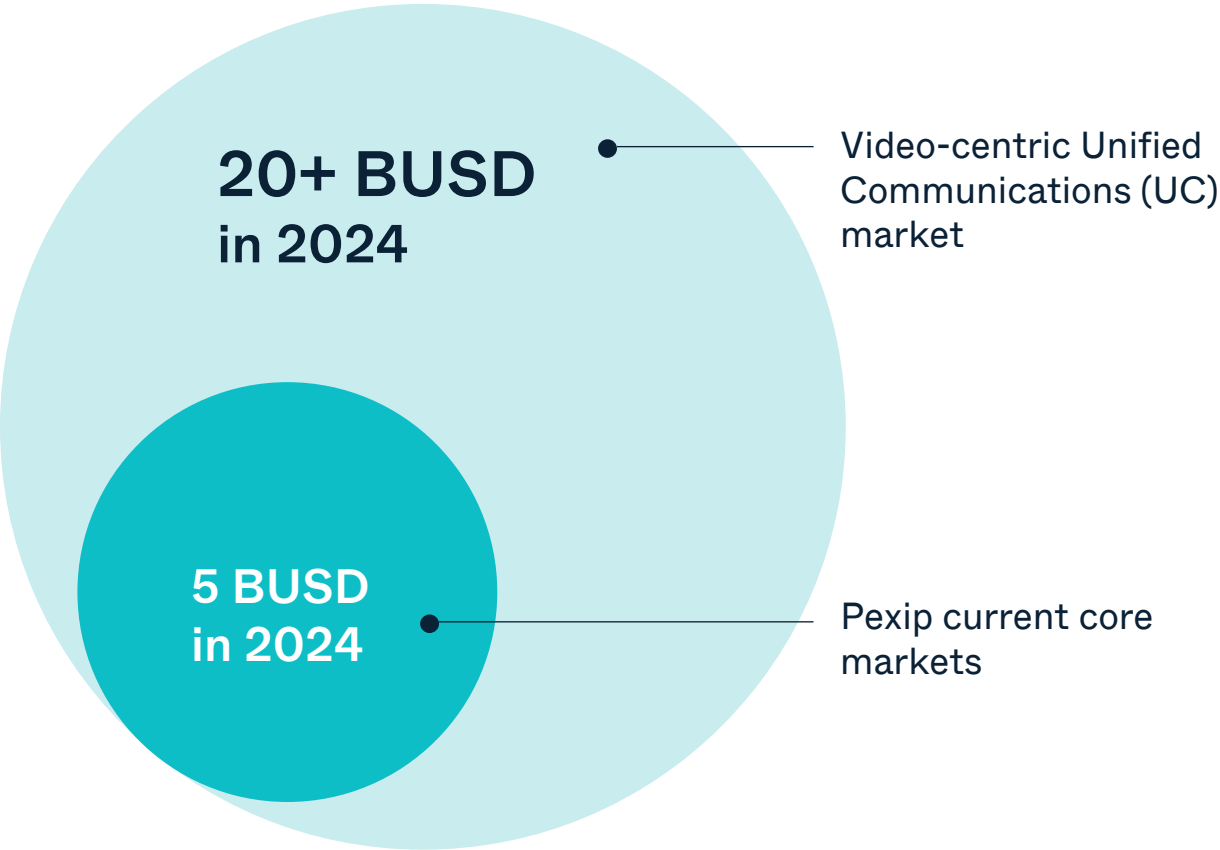 20+ BUSD
in 2024
Video-centric Unified
Communications (UC)
market
5 BUSD
in 2024
Pexip current core
markets